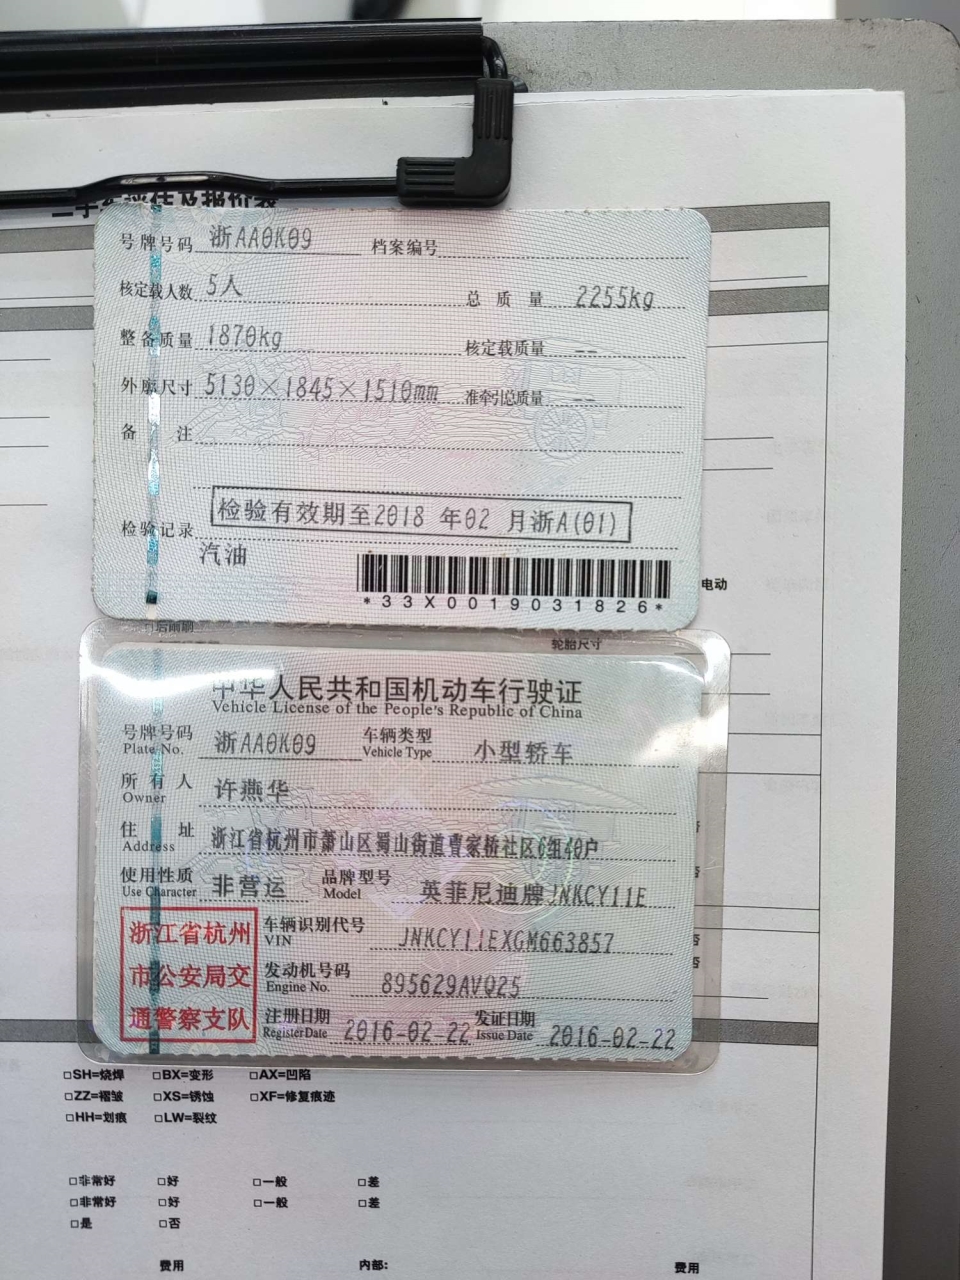 二手车评估及报价表
号牌号码 浙AA0K09 档案编号
核定载人数 5人 总质量 2255kg
整备质量 1870kg 核定载质量 --
外廓尺寸 5130×1845×1510mm 准牵引总质量 --
备注
检验记录 检验有效期至2018 年02 月浙A(01)
汽油
*33X0019031826*
电动
轮胎尺寸
中华人民共和国机动车行驶证
Vehicle License of the People's Republic of China
号牌号码 浙AA0K09 车辆类型 小型轿车
Plate No. Vehicle Type
所有人 许燕华
Owner
住址 浙江省杭州市萧山区蜀山街道曹家桥社区6组40户
Address
使用性质 非营运 品牌型号 英菲尼迪牌JNKCY11E
Use Character Model
浙江省杭州市公安局交通警察支队
车辆识别代号 JNKCY11EXGM663857
VIN
发动机号码 895629AVQ25
Engine No.
注册日期 2016-02-22 发证日期 2016-02-22
Register Date Issue Date
□SH=烧焊 □BX=变形 □AX=凹陷
□ZZ=褶皱 □XS=锈蚀 □XF=修复痕迹
□HH=划痕 □LW=裂纹
□非常好 □好 □一般 □差
□非常好 □好 □一般 □差
□是 □否
费用 内部: 费用